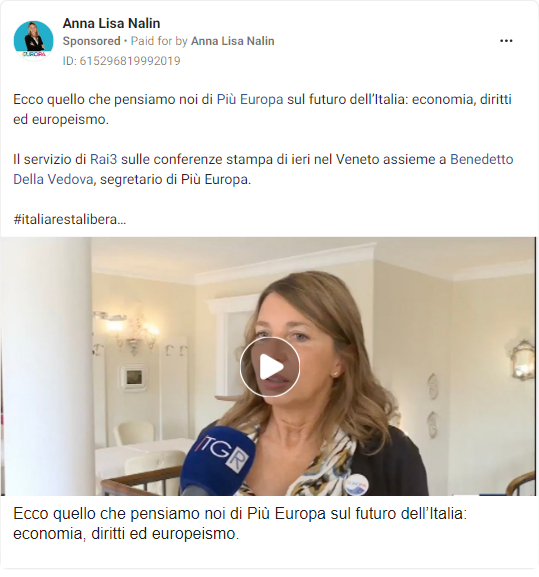 Anna Lisa Nalin
Sponsored • Paid for by Anna Lisa Nalin
ID: 615296819992019
Ecco quello che pensiamo noi di Più Europa sul futuro dell'Italia: economia, diritti
ed europeismo.
Il servizio di Rai3 sulle conferenze stampa di ieri nel Veneto assieme a Benedetto
Della Vedova, segretario di Più Europa.
#italiarestalibera...
TGR
Ecco quello che pensiamo noi di Più Europa sul futuro dell'Italia:
economia, diritti ed europeismo.